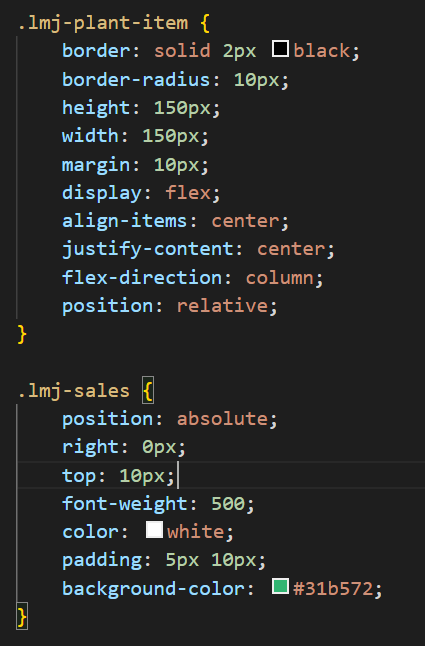 .lmj-plant-item {
    border: solid 2px black;
    border-radius: 10px;
    height: 150px;
    width: 150px;
    margin: 10px;
    display: flex;
    align-items: center;
    justify-content: center;
    flex-direction: column;
    position: relative;
}

.lmj-sales {
    position: absolute;
    right: 0px;
    top: 10px;
    font-weight: 500;
    color: white;
    padding: 5px 10px;
    background-color: #31b572;
}